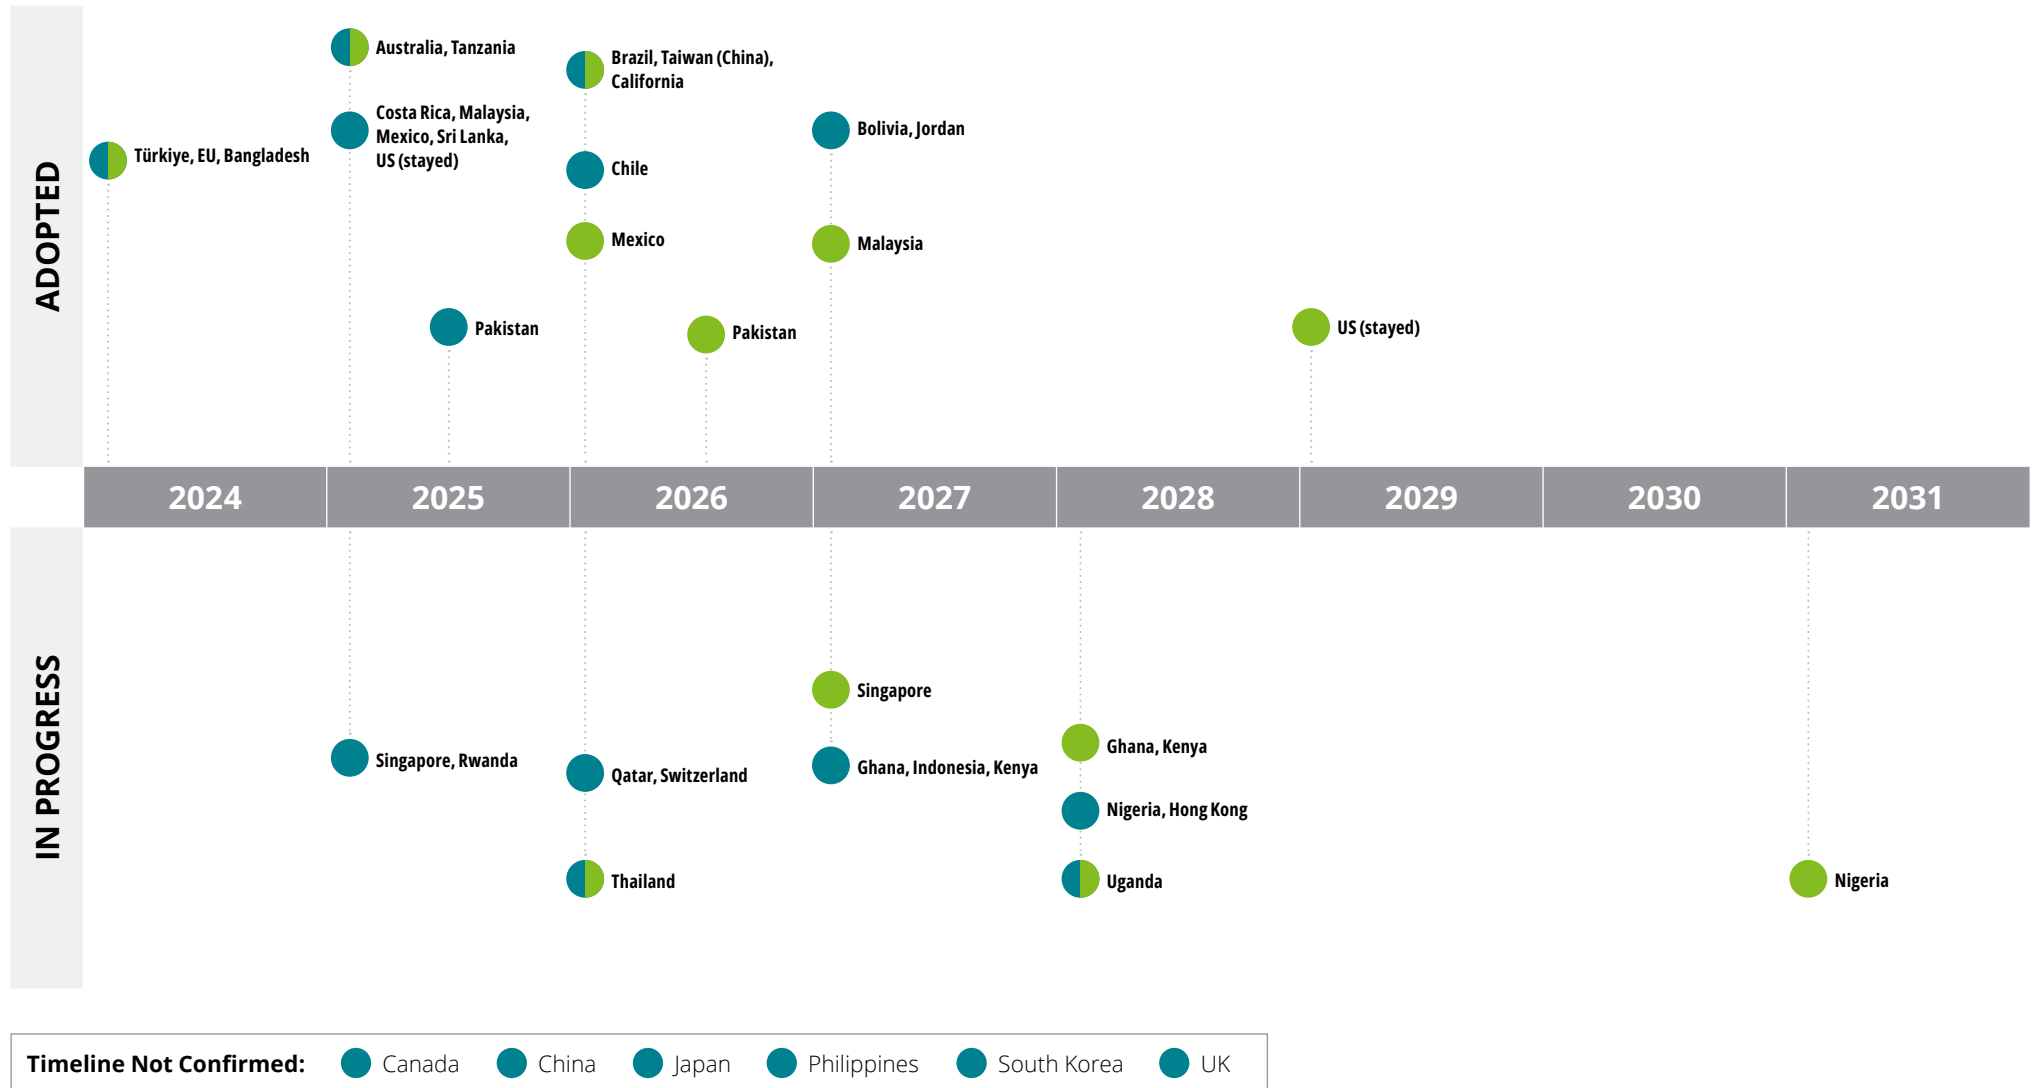 ADOPTED
Türkiye, EU, Bangladesh
Australia, Tanzania
Costa Rica, Malaysia,
Mexico, Sri Lanka,
US (stayed)
Pakistan
Brazil, Taiwan (China),
California
Chile
Mexico
Pakistan
Bolivia, Jordan
Malaysia
US (stayed)
2024
2025
2026
2027
2028
2029
2030
2031
IN PROGRESS
Singapore, Rwanda
Qatar, Switzerland
Thailand
Singapore
Ghana, Indonesia, Kenya
Ghana, Kenya
Nigeria, Hong Kong
Uganda
Nigeria
Timeline Not Confirmed: Canada China Japan Philippines South Korea UK